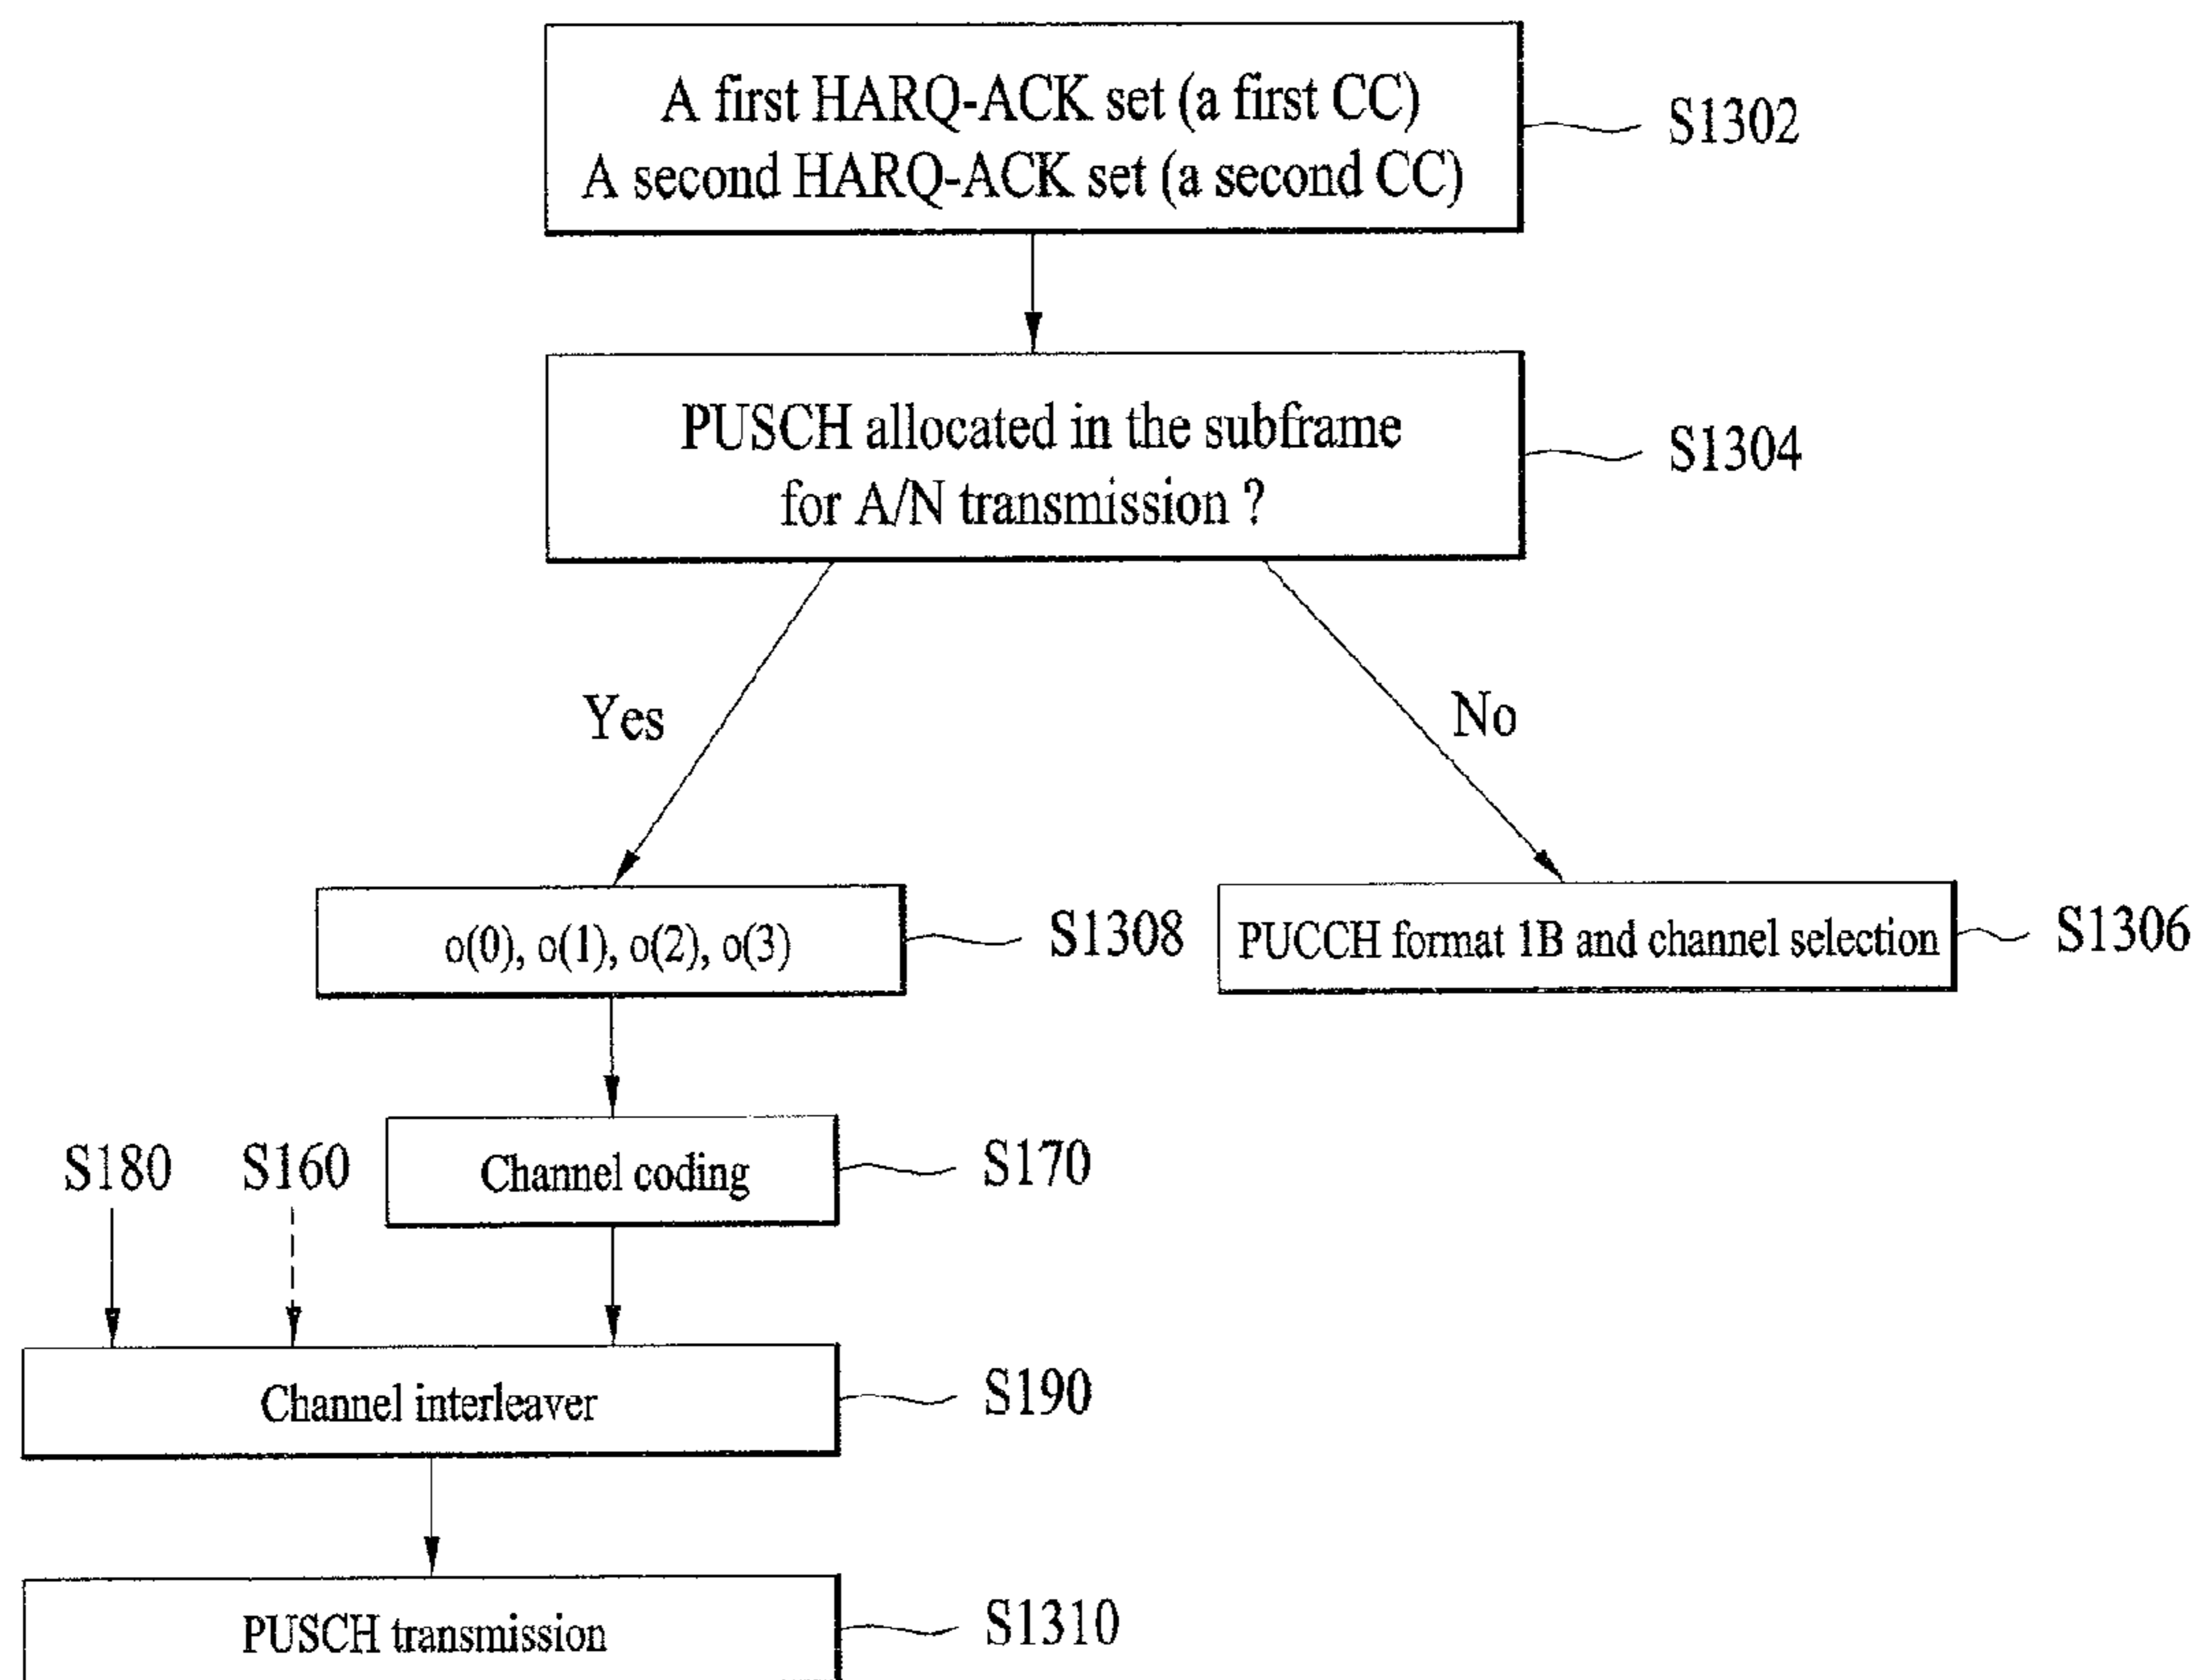 A first HARQ-ACK set (a first CC)
A second HARQ-ACK set (a second CC)
S1302
PUSCH allocated in the subframe
for A/N transmission ?
S1304
Yes
No
o(0), o(1), o(2), o(3)
S1308
PUCCH format 1B and channel selection
S1306
S180
S160
Channel coding
S170
Channel interleaver
S190
PUSCH transmission
S1310